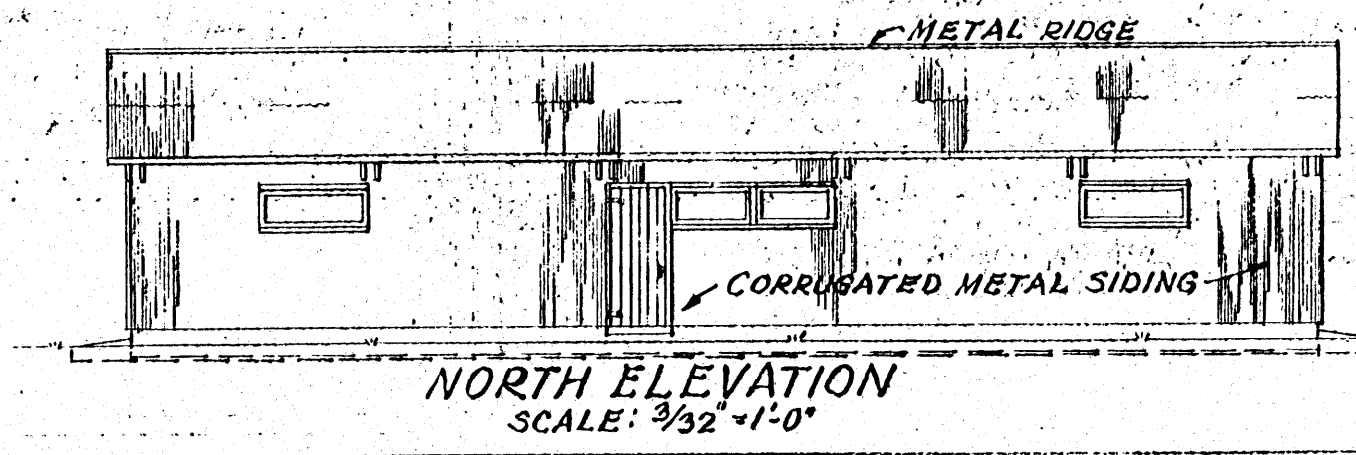 METAL RIDGE
CORRUGATED METAL SIDING
NORTH ELEVATION
SCALE: 3/32" = 1'-0"